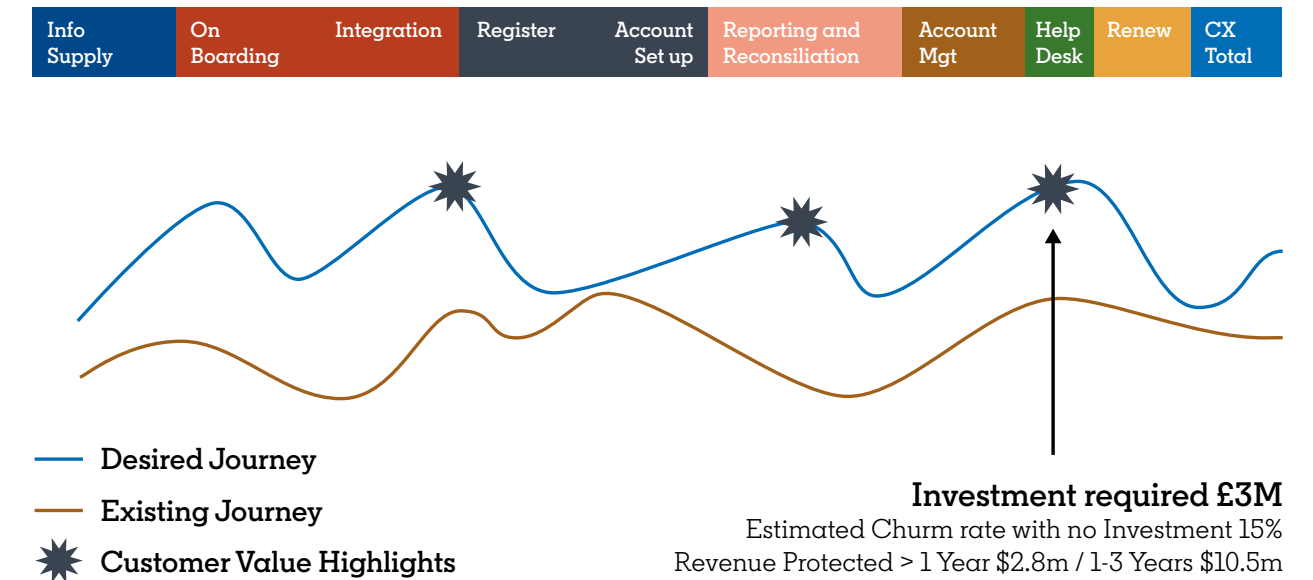 Info
Supply
On
Boarding
Integration
Register
Account
Set up
Reporting and
Reconsiliation
Account
Mgt
Help
Desk
Renew
CX
Total
Desired Journey
Existing Journey
Customer Value Highlights
Investment required £3M
Estimated Churm rate with no Investment 15%
Revenue Protected > 1 Year $2.8m / 1-3 Years $10.5m